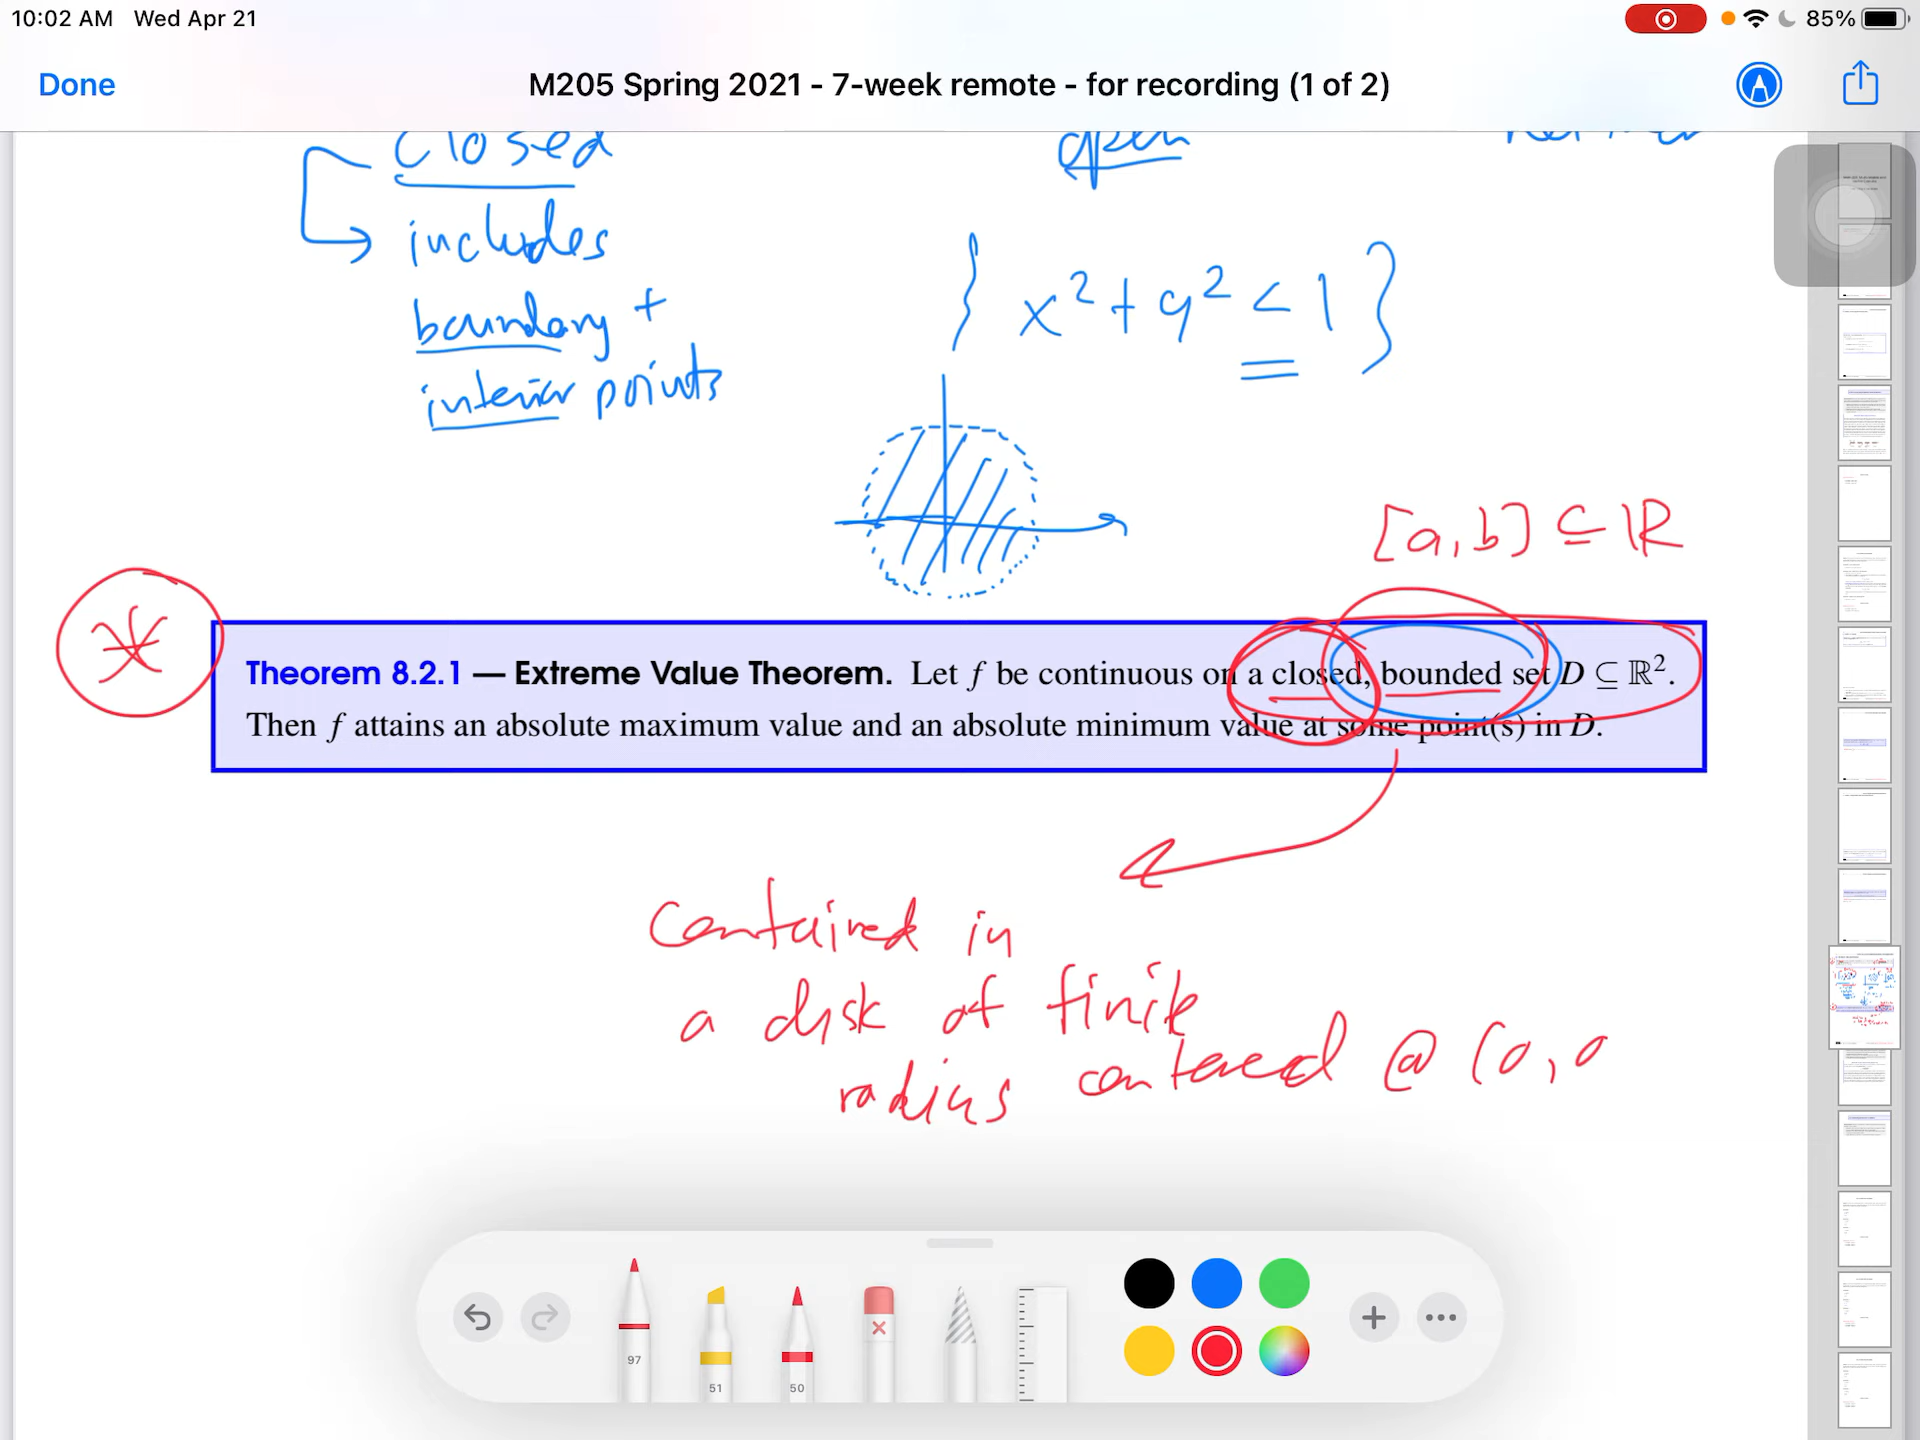 10:02 AM Wed Apr 21
85%
Done
M205 Spring 2021 - 7-week remote - for recording (1 of 2)
closed
open
includes
boundary +
interior points
{ x² + y² < 1 }
[a, b] ⊆ ℝ
Theorem 8.2.1 — Extreme Value Theorem. Let f be continuous on a closed, bounded set D ⊆ ℝ².
Then f attains an absolute maximum value and an absolute minimum value at some point(s) in D.
Contained in
a disk of finite
radius centered @ (0, 0
97
51
50